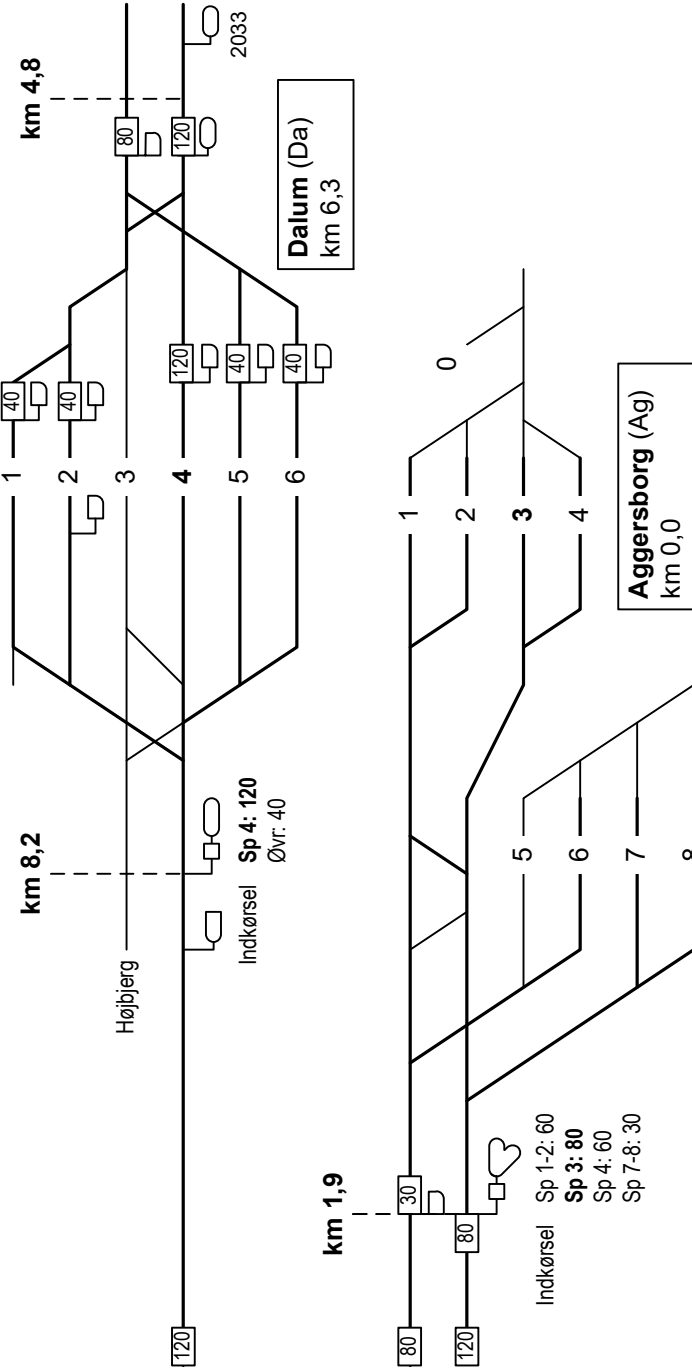 km 8,2
km 4,8
1
40
2
40
Højbjerg
3
80
120
4
120
120
5
40
6
40
2033
Indkørsel
Sp 4: 120
Øvr: 40
Dalum (Da)
km 6,3
km 1,9
80
30
1
0
120
80
2
3
4
5
6
7
8
Indkørsel
Sp 1-2: 60
Sp 3: 80
Sp 4: 60
Sp 7-8: 30
Aggersborg (Ag)
km 0,0